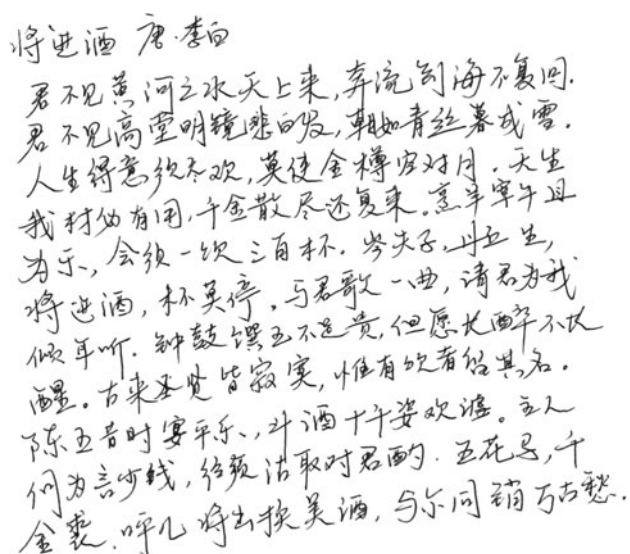 将进酒 唐·李白
君不见黄河之水天上来,奔流到海不复回.
君不见高堂明镜悲白发,朝如青丝暮成雪.
人生得意须尽欢,莫使金樽空对月.天生
我材必有用,千金散尽还复来.烹羊宰牛且
为乐,会须一饮三百杯.岑夫子,丹丘生,
将进酒,杯莫停.与君歌一曲,请君为我
倾耳听.钟鼓馔玉不足贵,但愿长醉不长
醒。古来圣贤皆寂寞,惟有饮者留其名。
陈王昔时宴平乐,斗酒十千恣欢谑。主人
何为言少钱,径须沽取对君酌.五花马,千
金裘.呼儿将出换美酒,与尔同销万古愁.